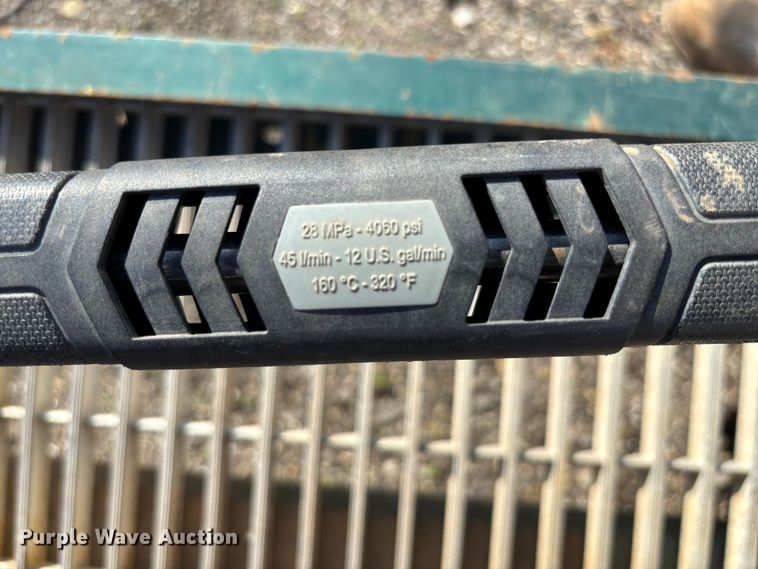 28 MPa - 4060 psi
45 l/min - 12 U.S. gal/min
160 °C - 320 °F
Purple Wave Auction